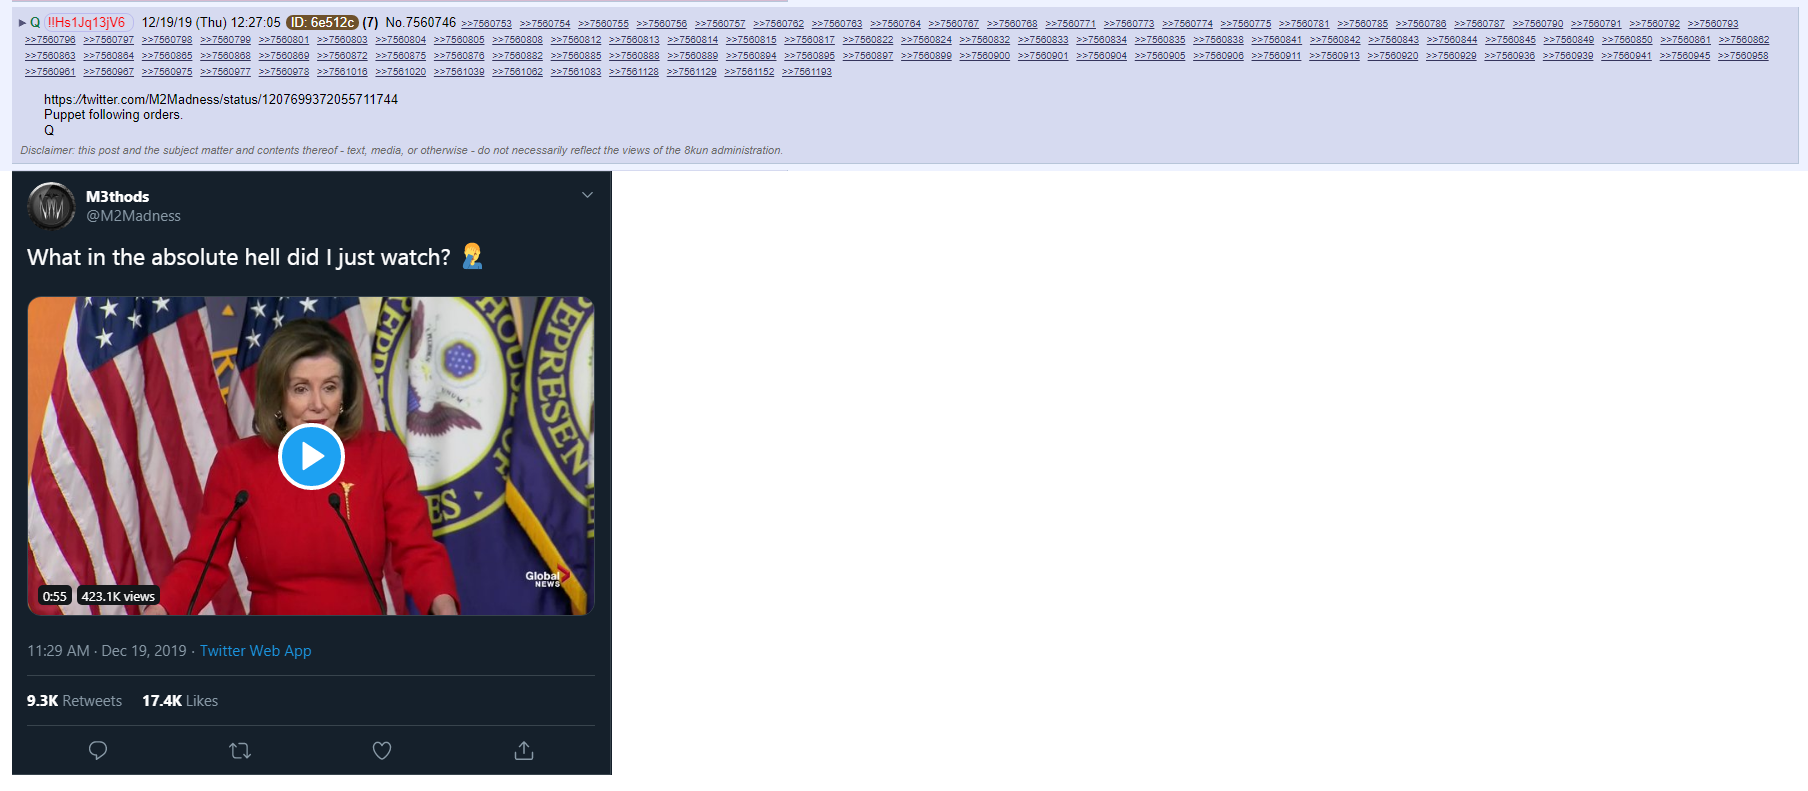 ▶ Q !!Hs1Jq13jV6 12/19/19 (Thu) 12:27:05 ID: 6e512c (7) No.7560746 >>7560753 >>7560754 >>7560755 >>7560756 >>7560757 >>7560762 >>7560763 >>7560764 >>7560767 >>7560768 >>7560771 >>7560773 >>7560774 >>7560775 >>7560781 >>7560785 >>7560786 >>7560787 >>7560790 >>7560791 >>7560792 >>7560793
>>7560796 >>7560797 >>7560798 >>7560799 >>7560801 >>7560803 >>7560804 >>7560805 >>7560808 >>7560812 >>7560813 >>7560814 >>7560815 >>7560817 >>7560822 >>7560824 >>7560832 >>7560833 >>7560834 >>7560835 >>7560838 >>7560841 >>7560842 >>7560843 >>7560844 >>7560845 >>7560849 >>7560850 >>7560861 >>7560862
>>7560863 >>7560864 >>7560865 >>7560868 >>7560869 >>7560872 >>7560875 >>7560876 >>7560882 >>7560885 >>7560888 >>7560889 >>7560894 >>7560895 >>7560897 >>7560899 >>7560900 >>7560901 >>7560904 >>7560905 >>7560906 >>7560911 >>7560913 >>7560920 >>7560929 >>7560936 >>7560939 >>7560941 >>7560945 >>7560958
>>7560961 >>7560967 >>7560975 >>7560977 >>7560978 >>7561016 >>7561020 >>7561039 >>7561062 >>7561083 >>7561128 >>7561129 >>7561152 >>7561193
https://twitter.com/M2Madness/status/1207699372055711744
Puppet following orders.
Q
Disclaimer: this post and the subject matter and contents thereof - text, media, or otherwise - do not necessarily reflect the views of the 8kun administration.
M3thods
@M2Madness
What in the absolute hell did I just watch? 🤦‍♂️
Global
NEWS
0:55 423.1K views
11:29 AM · Dec 19, 2019 · Twitter Web App
9.3K Retweets 17.4K Likes